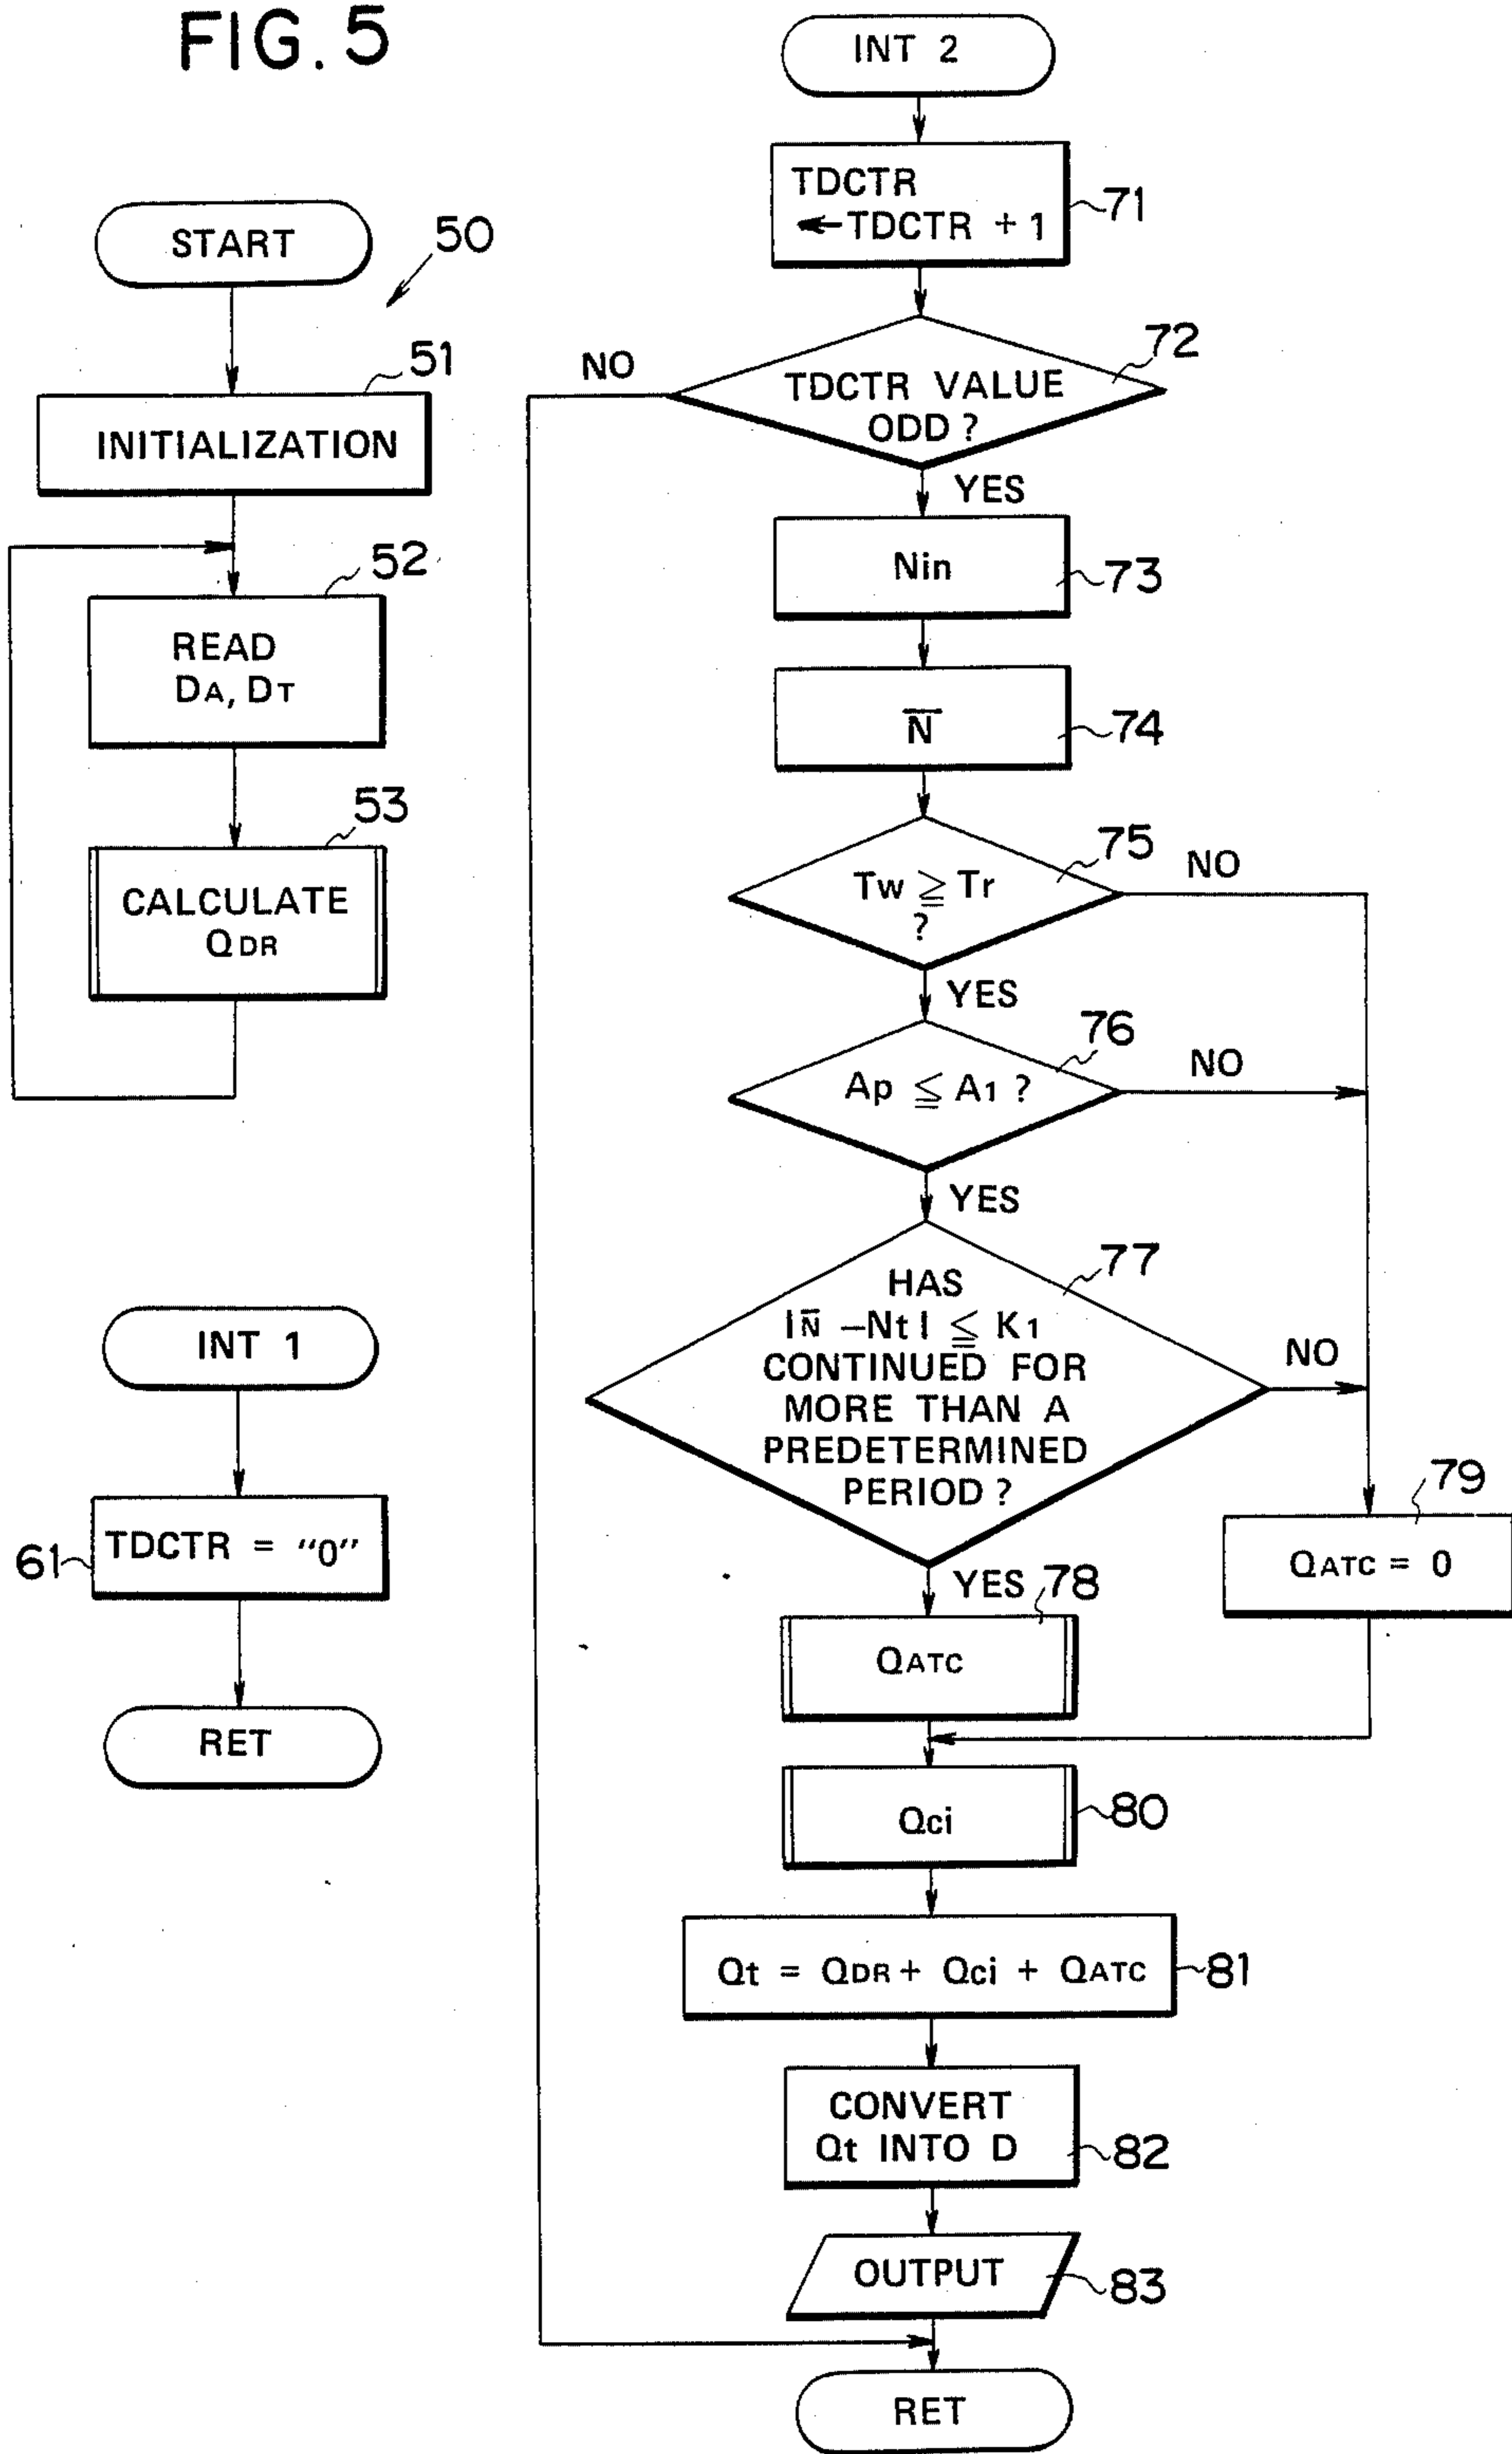 FIG. 5
START
50
51
INITIALIZATION
52
READ
DA, DT
53
CALCULATE
QDR
INT 1
61
TDCTR = "0"
RET
INT 2
TDCTR
←TDCTR + 1
71
72
NO
TDCTR VALUE
ODD ?
YES
Nin
73
N̄
74
75
Tw ≧ Tr
?
NO
YES
76
Ap ≦ A1 ?
NO
YES
77
HAS
|N̄ -Nt| ≦ K1
CONTINUED FOR
MORE THAN A
PREDETERMINED
PERIOD ?
NO
YES
78
QATC
79
QATC = 0
Qci
80
Qt = QDR + Qci + QATC
81
CONVERT
Qt INTO D
82
OUTPUT
83
RET